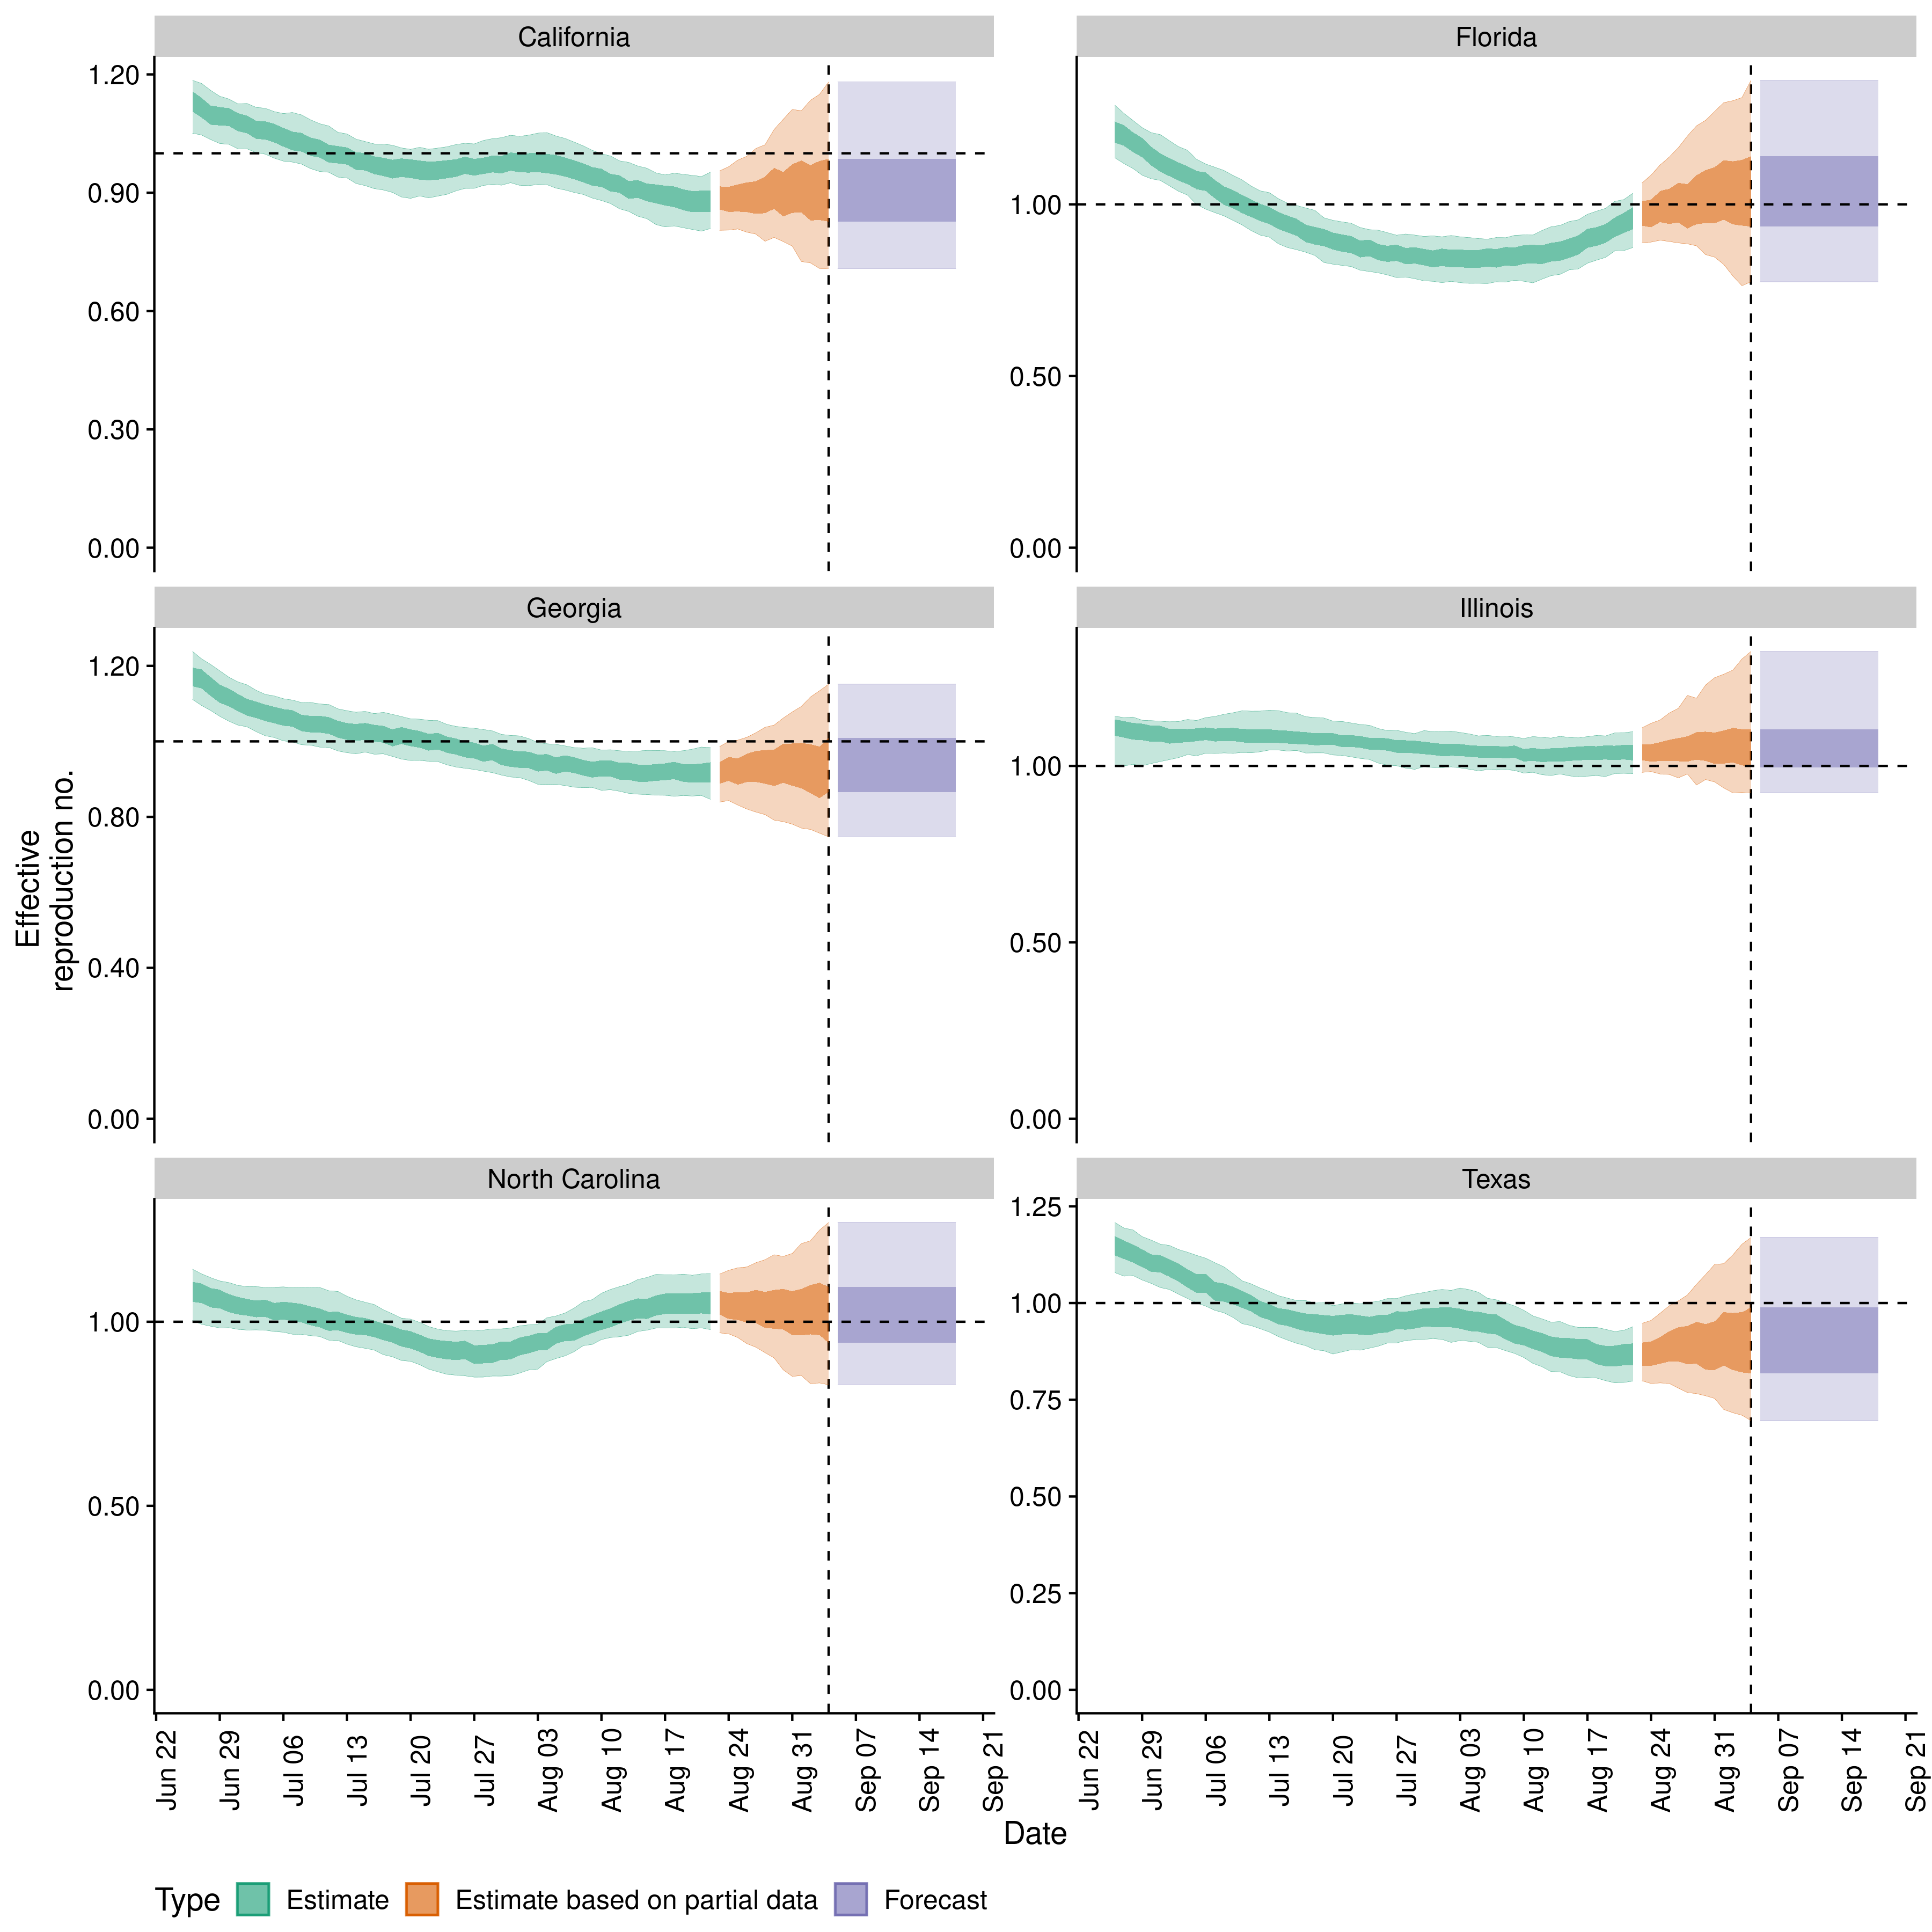 California
Florida
1.20
0.90
0.60
0.30
0.00
1.00
0.50
0.00
Georgia
Illinois
1.20
0.80
0.40
0.00
1.00
0.50
0.00
Effective
reproduction no.
North Carolina
Texas
1.00
0.50
0.00
1.25
1.00
0.75
0.50
0.25
0.00
Jun 22
Jun 29
Jul 06
Jul 13
Jul 20
Jul 27
Aug 03
Aug 10
Aug 17
Aug 24
Aug 31
Sep 07
Sep 14
Sep 21
Jun 22
Jun 29
Jul 06
Jul 13
Jul 20
Jul 27
Aug 03
Aug 10
Aug 17
Aug 24
Aug 31
Sep 07
Sep 14
Sep 21
Date
Type Estimate Estimate based on partial data Forecast